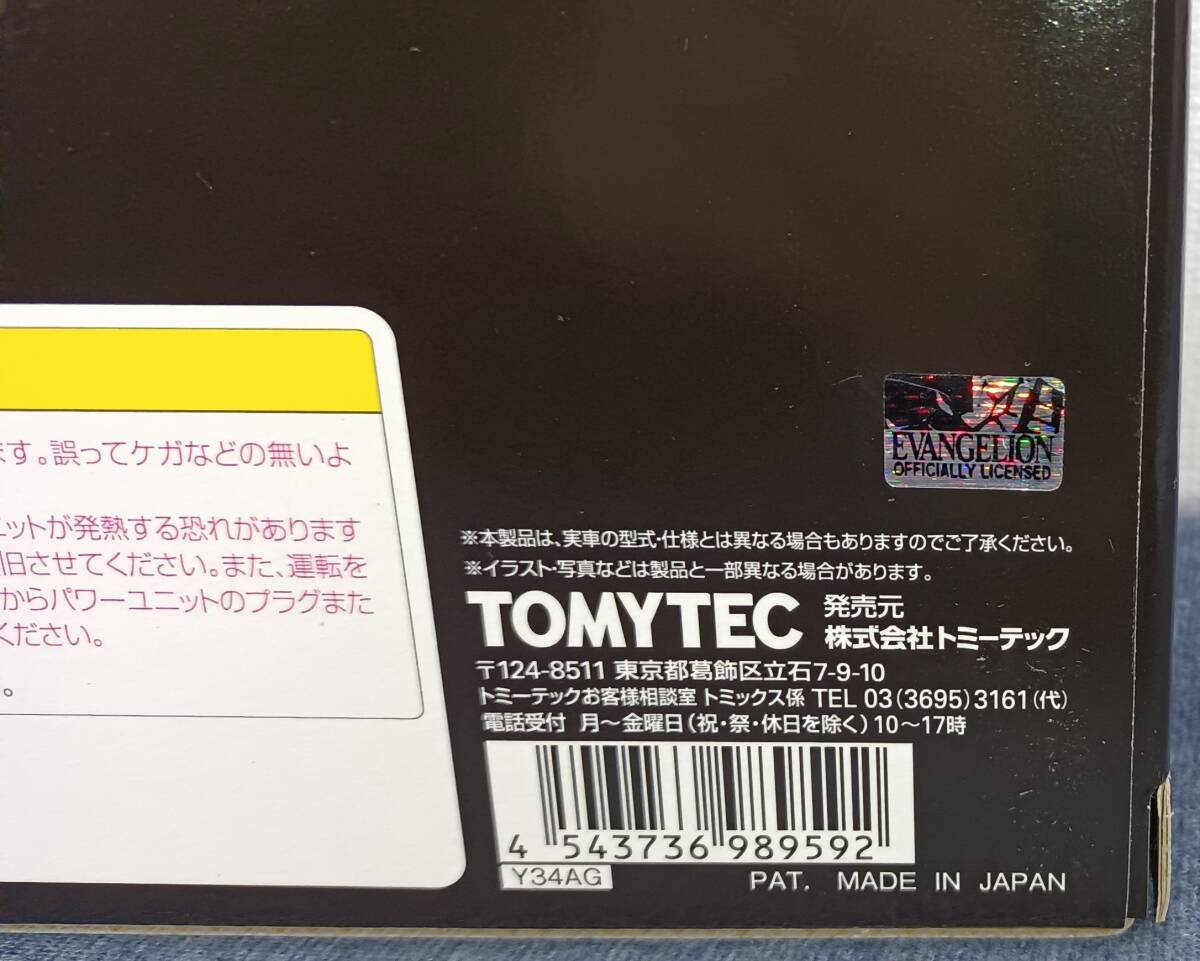 ます。誤ってケガなどの無いよ
ニットが発熱する恐れがあります
旧させてください。また、運転を
からパワーユニットのプラグまた
ください。
。
EVANGELION
OFFICIALLY LICENSED
※本製品は、実車の型式・仕様とは異なる場合もありますのでご了承ください。
※イラスト・写真などは製品と一部異なる場合があります。
TOMYTEC 発売元
株式会社トミーテック
〒124-8511 東京都葛飾区立石7-9-10
トミーテックお客様相談室 トミックス係 TEL 03(3695)3161(代)
電話受付 月～金曜日(祝・祭・休日を除く)10～17時
4 543736 989592
Y34AG
PAT. MADE IN JAPAN